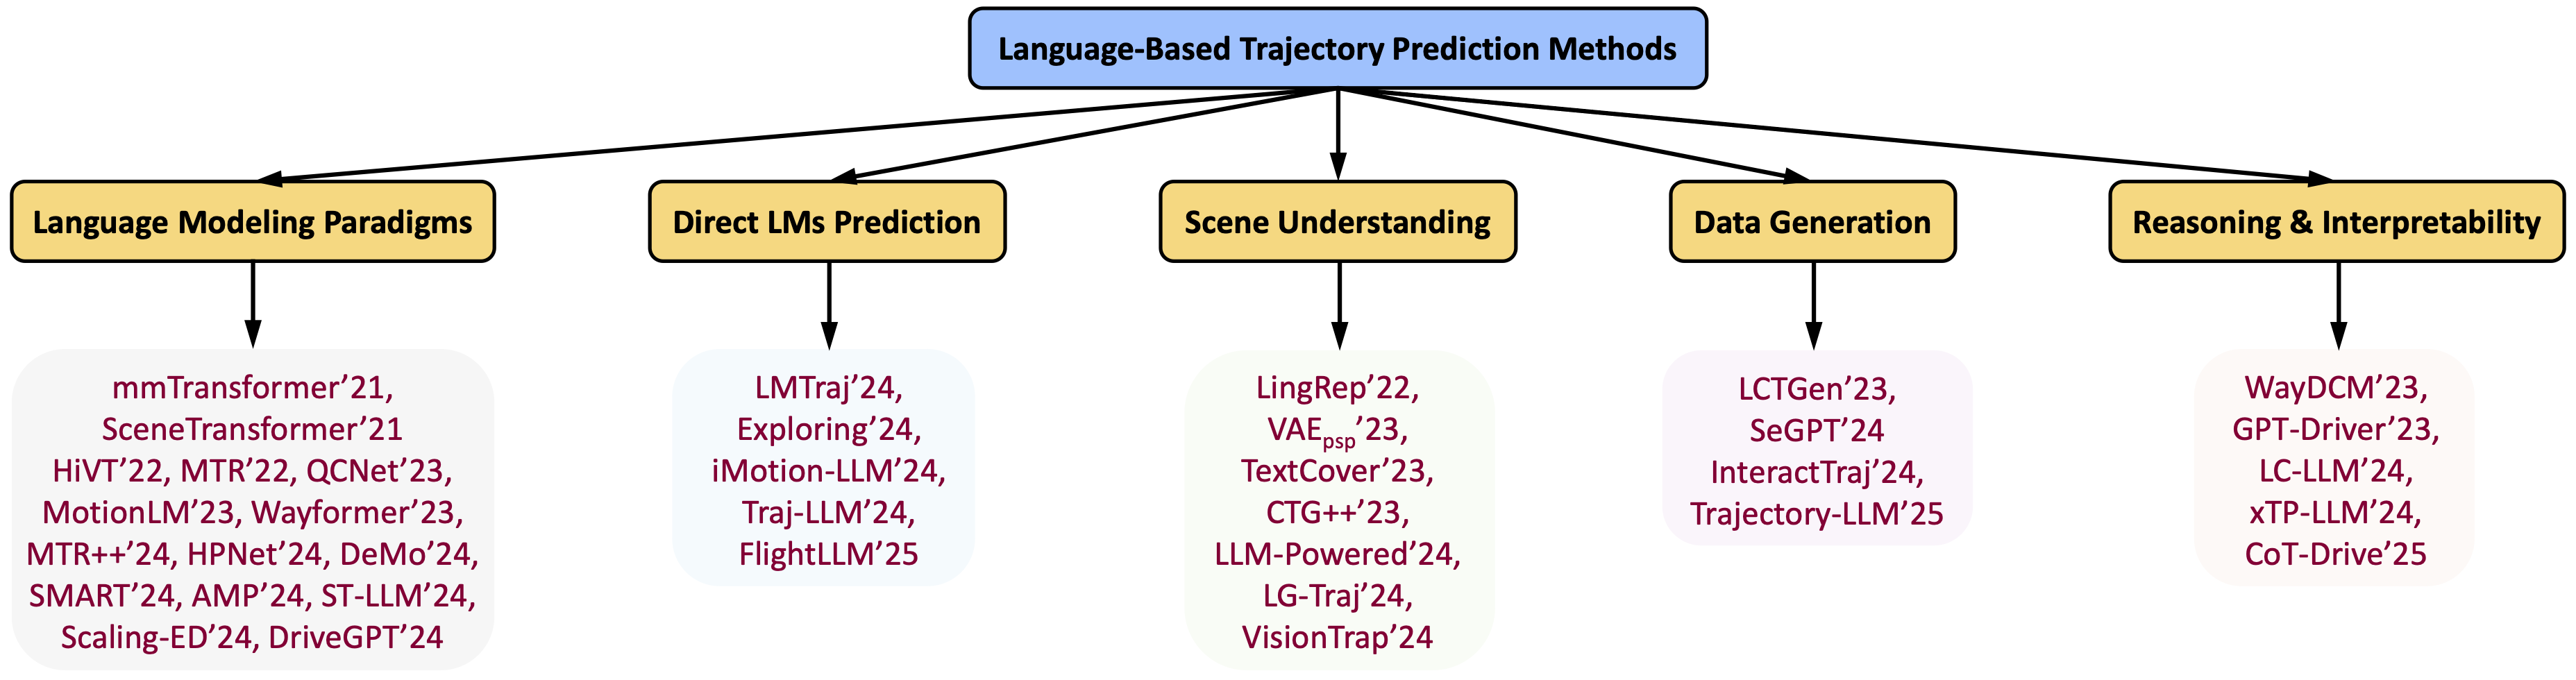 Language-Based Trajectory Prediction Methods
Language Modeling Paradigms
Direct LMs Prediction
Scene Understanding
Data Generation
Reasoning & Interpretability
mmTransformer’21,
SceneTransformer’21
HiVT’22, MTR’22, QCNet’23,
MotionLM’23, Wayformer’23,
MTR++’24, HPNet’24, DeMo’24,
SMART’24, AMP’24, ST-LLM’24,
Scaling-ED’24, DriveGPT’24
LMTraj’24,
Exploring’24,
iMotion-LLM’24,
Traj-LLM’24,
FlightLLM’25
LingRep’22,
VAEpsp’23,
TextCover’23,
CTG++’23,
LLM-Powered’24,
LG-Traj’24,
VisionTrap’24
LCTGen’23,
SeGPT’24
InteractTraj’24,
Trajectory-LLM’25
WayDCM’23,
GPT-Driver’23,
LC-LLM’24,
xTP-LLM’24,
CoT-Drive’25